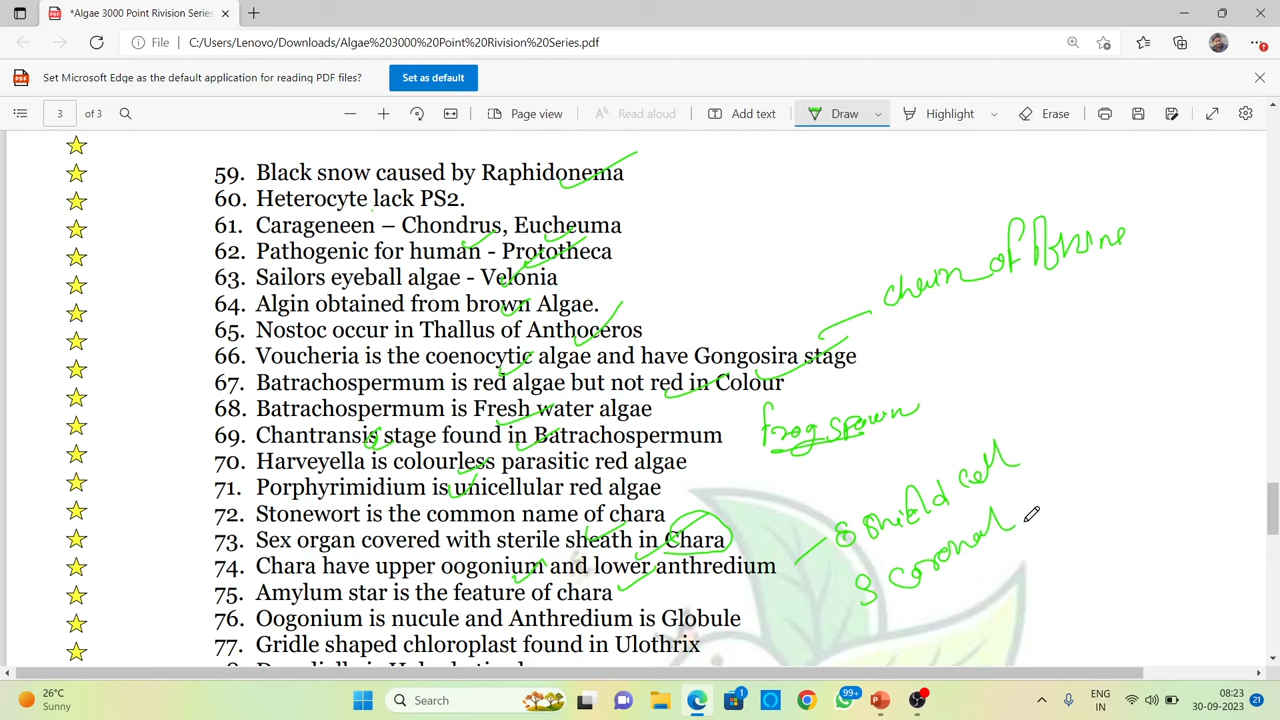 *Algae 3000 Point Rivision Series
File C:/Users/Lenovo/Downloads/Algae%203000%20Point%20Rivision%20Series.pdf
Set Microsoft Edge as the default application for reading PDF files? Set as default
3 of 3 Page view Read aloud Add text Draw Highlight Erase
59. Black snow caused by Raphidonema
60. Heterocyte lack PS2.
61. Carageneen – Chondrus, Eucheuma
62. Pathogenic for human - Prototheca
63. Sailors eyeball algae - Velonia
64. Algin obtained from brown Algae.
65. Nostoc occur in Thallus of Anthoceros
66. Voucheria is the coenocytic algae and have Gongosira stage
67. Batrachospermum is red algae but not red in Colour
68. Batrachospermum is Fresh water algae
69. Chantransis stage found in Batrachospermum
70. Harveyella is colourless parasitic red algae
71. Porphyrimidium is unicellular red algae
72. Stonewort is the common name of chara
73. Sex organ covered with sterile sheath in Chara
74. Chara have upper oogonium and lower anthredium
75. Amylum star is the feature of chara
76. Oogonium is nucule and Anthredium is Globule
77. Gridle shaped chloroplast found in Ulothrix
chain of
frog spawn
8 shield cell
coronal
26°C
Sunny
Search
99+
1
ENG
IN
08:23
30-09-2023
21